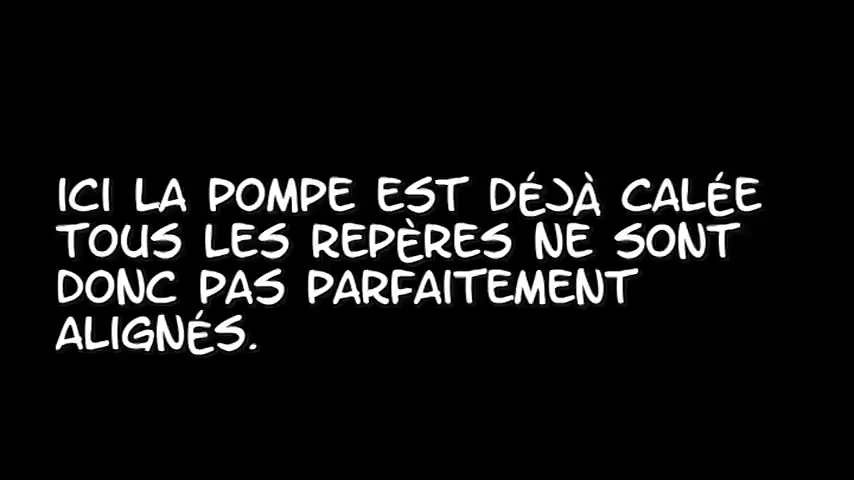 ICI LA POMPE EST DÉJÀ CALÉE
TOUS LES REPÈRES NE SONT
DONC PAS PARFAITEMENT
ALIGNÉS.